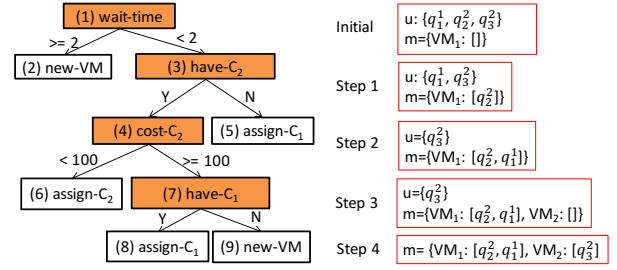 (1) wait-time
>= 2
< 2
(2) new-VM
(3) have-C₂
Y
N
(4) cost-C₂
(5) assign-C₁
< 100
>= 100
(6) assign-C₂
(7) have-C₁
Y
N
(8) assign-C₁
(9) new-VM
Initial
u: {q₁¹, q₂², q₃²}
m={VM₁: []}
Step 1
u: {q₁¹, q₃²}
m={VM₁: [q₂²]}
Step 2
u={q₃²}
m={VM₁: [q₂², q₁¹]}
Step 3
u={q₃²}
m={VM₁: [q₂², q₁¹], VM₂: []}
Step 4
m= {VM₁: [q₂², q₁¹], VM₂: [q₃²]